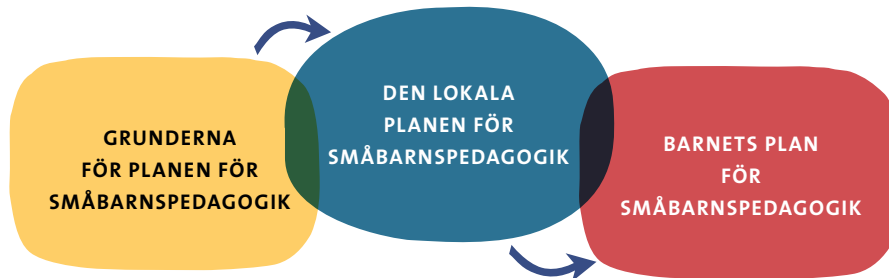 GRUNDERNA
FÖR PLANEN FÖR
SMÅBARNSPEDAGOGIK
DEN LOKALA
PLANEN FÖR
SMÅBARNSPEDAGOGIK
BARNETS PLAN
FÖR
SMÅBARNSPEDAGOGIK